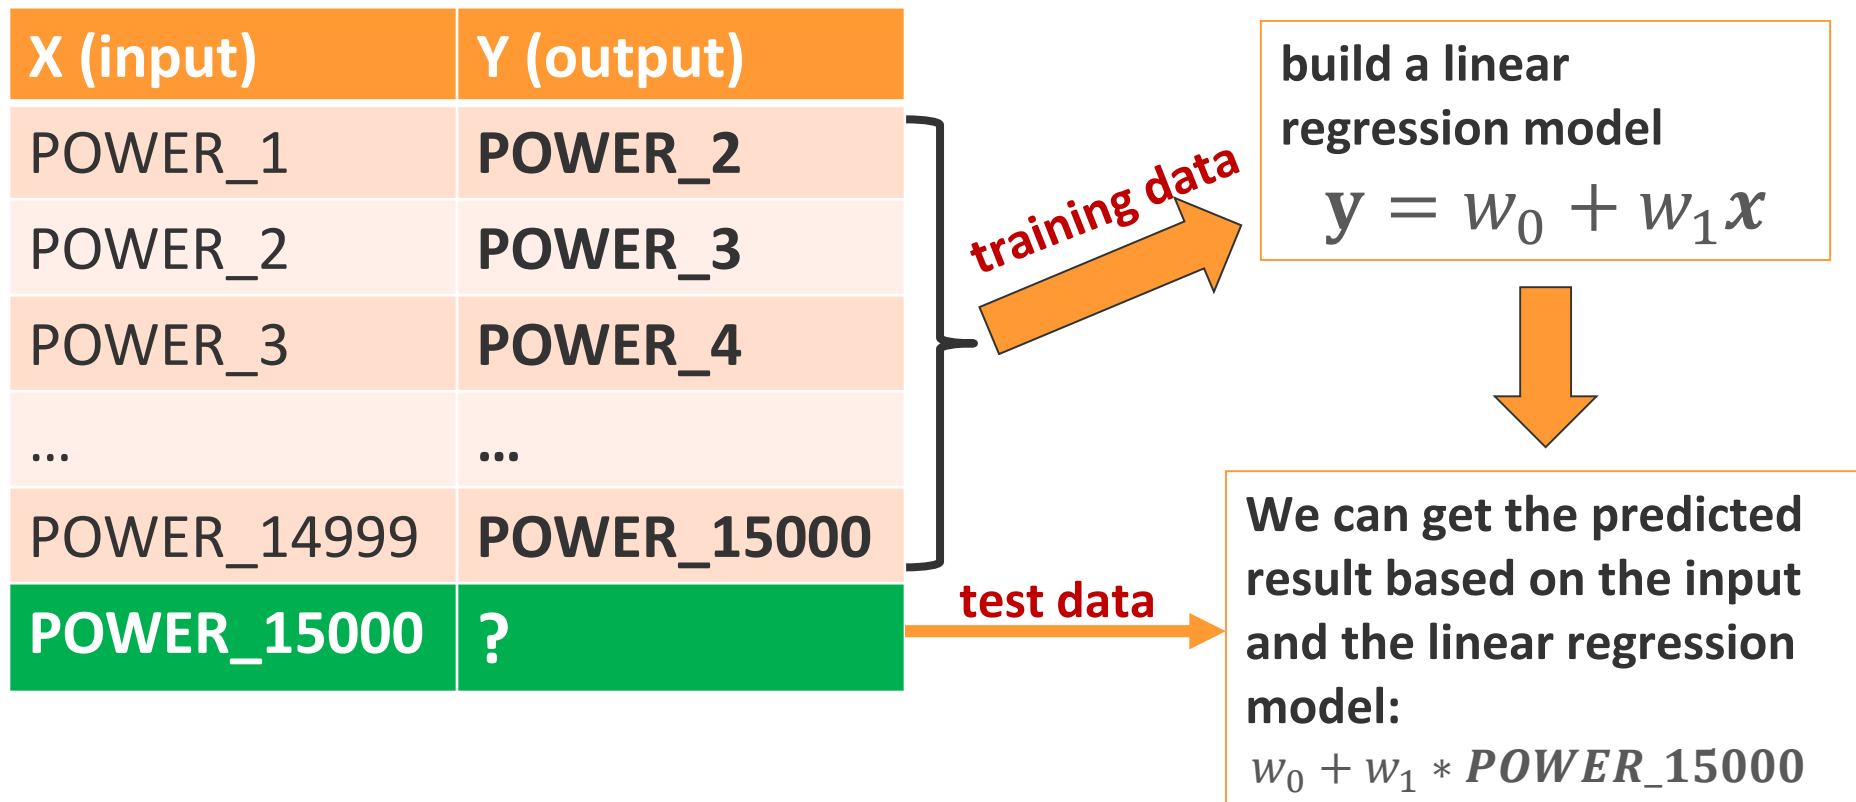 X (input) Y (output)
POWER_1 POWER_2
POWER_2 POWER_3
POWER_3 POWER_4
... ...
POWER_14999 POWER_15000
POWER_15000 ?
training data
test data
build a linear
regression model
y = w₀ + w₁x
We can get the predicted
result based on the input
and the linear regression
model:
w₀ + w₁ * POWER_15000